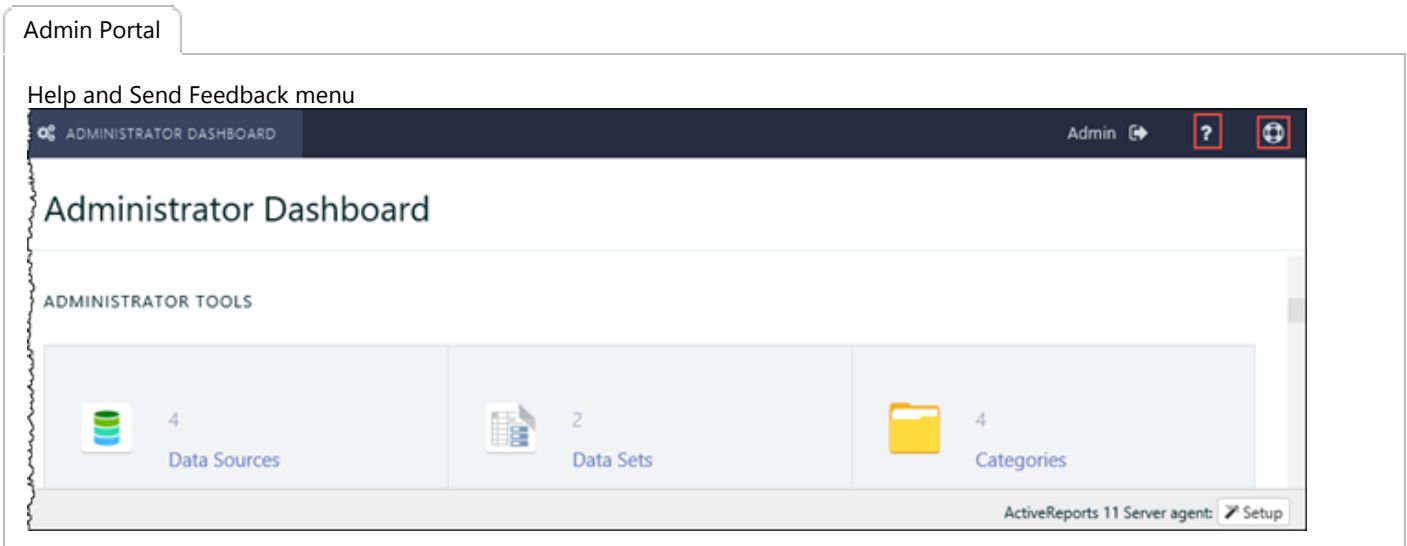 Admin Portal
Help and Send Feedback menu
ADMINISTRATOR DASHBOARD Admin ?
Administrator Dashboard
ADMINISTRATOR TOOLS
4 2 4
Data Sources Data Sets Categories
ActiveReports 11 Server agent: Setup